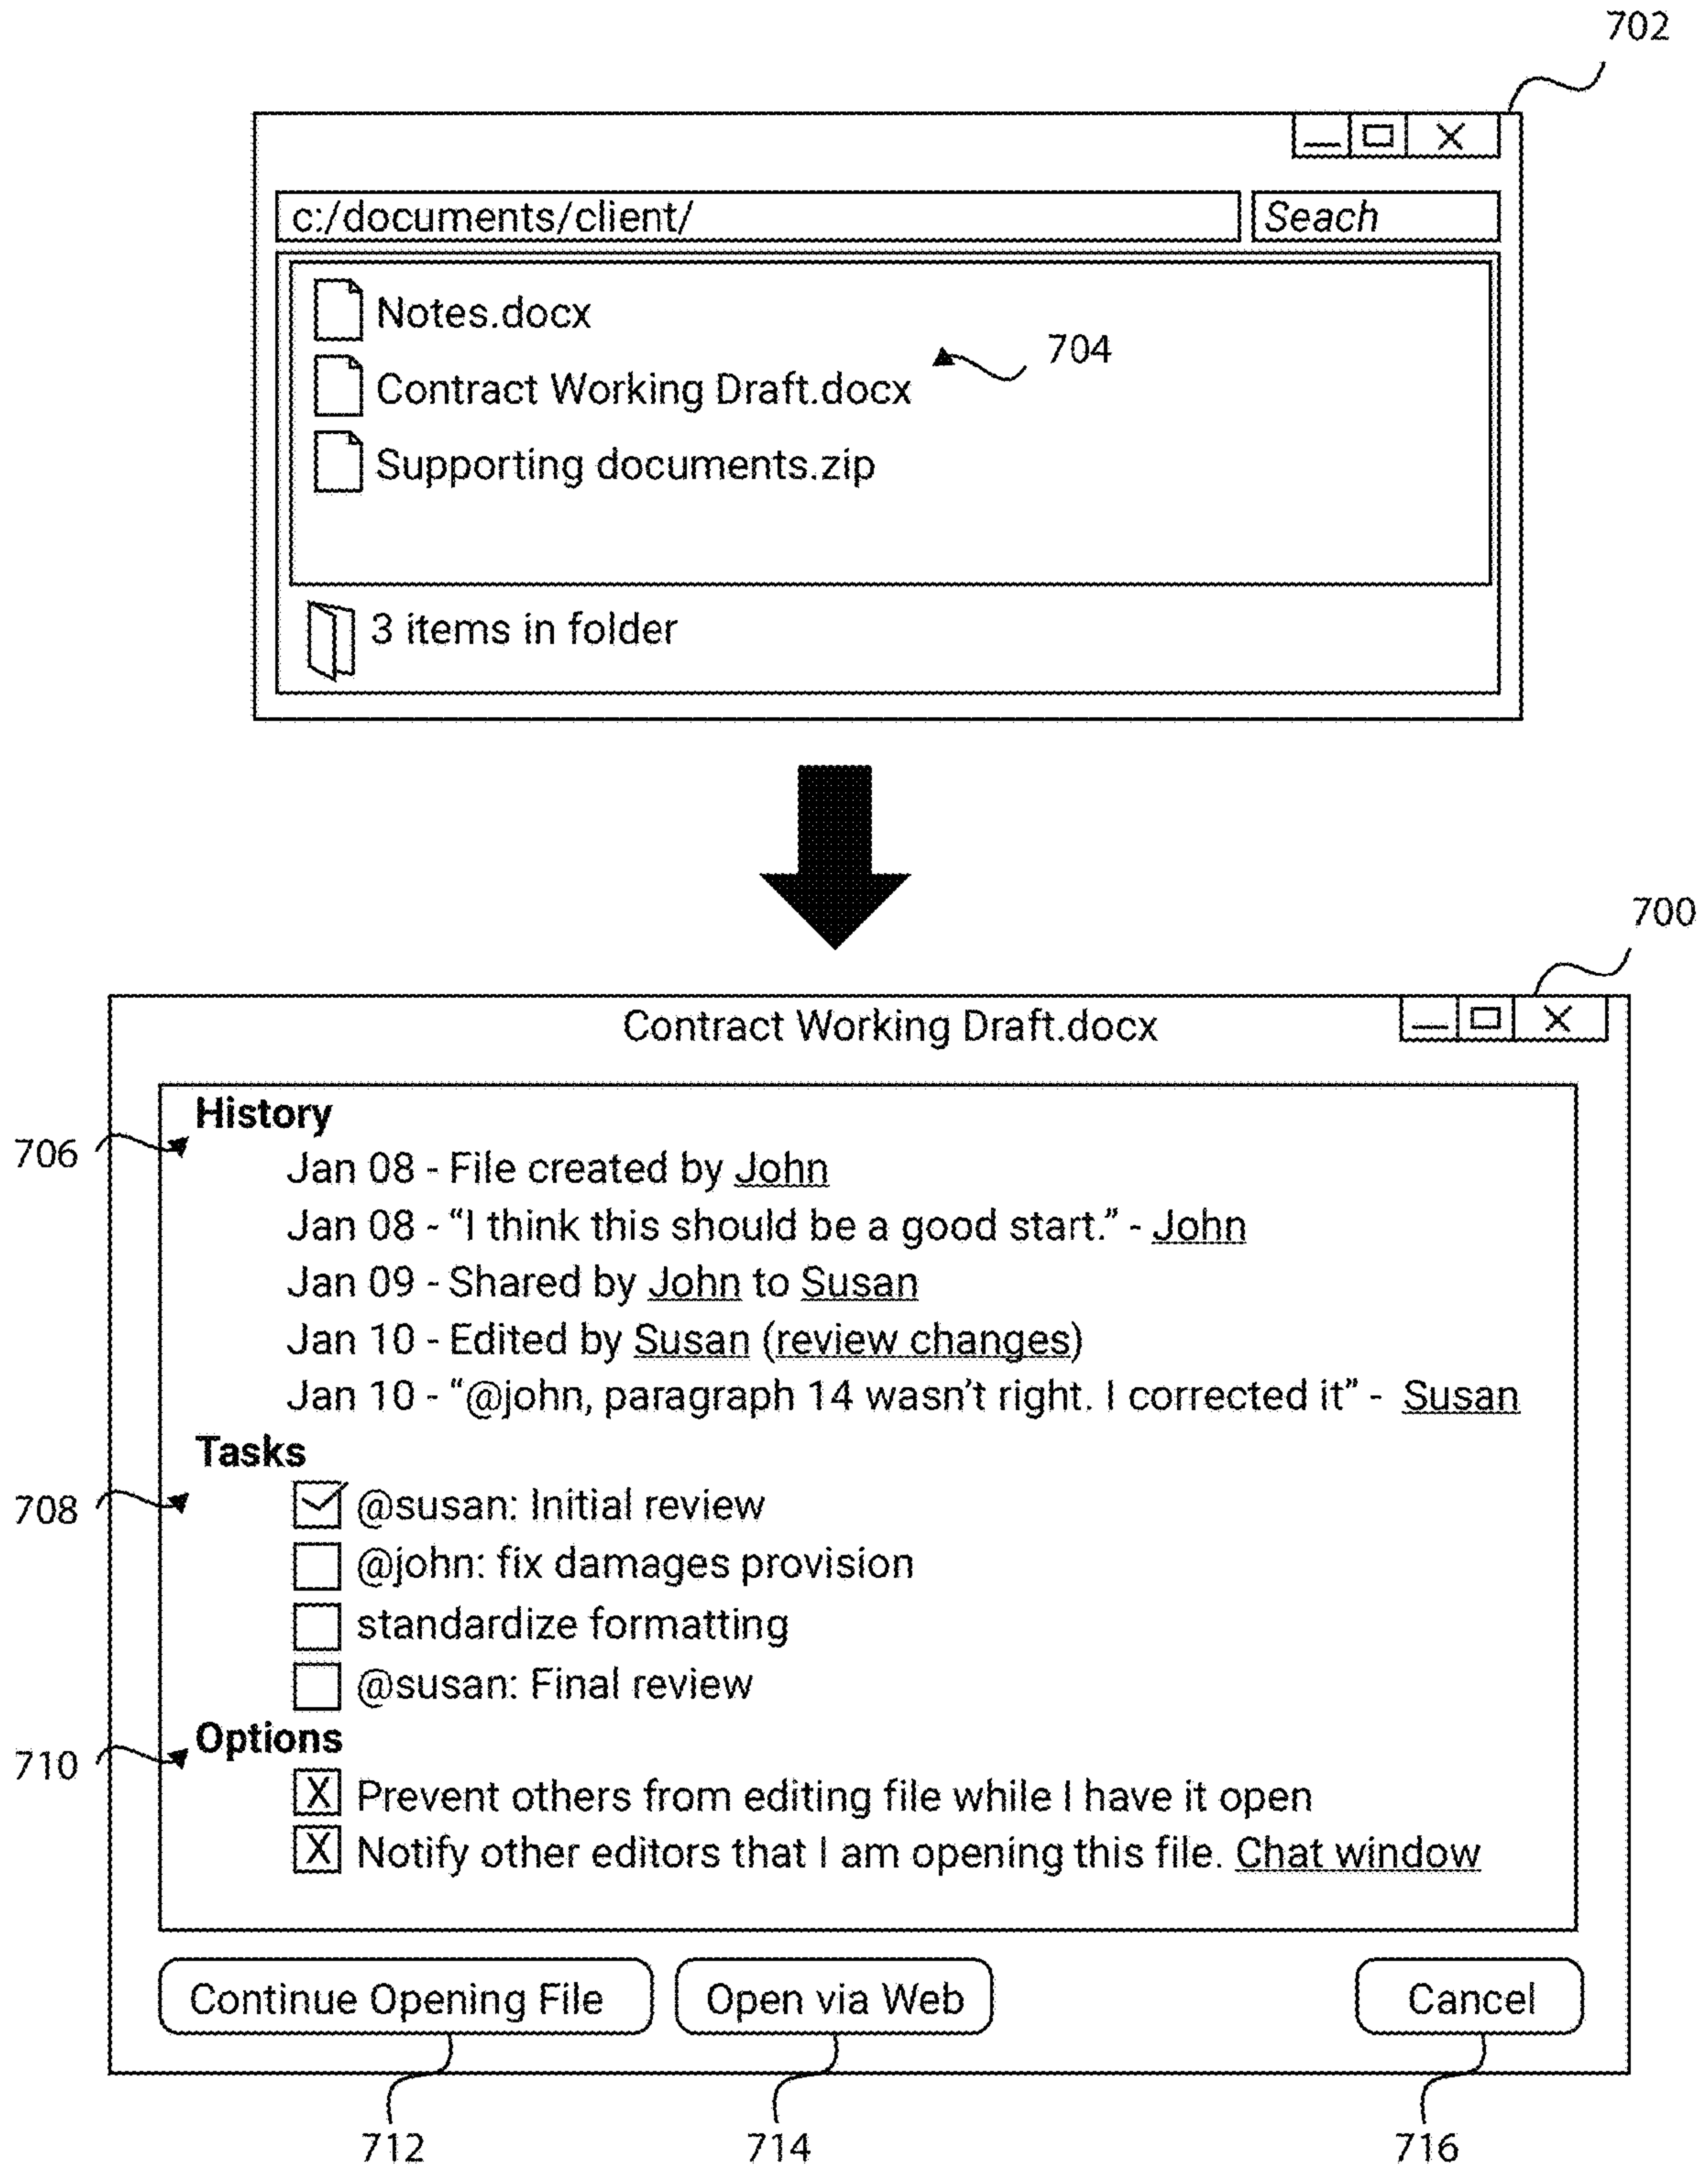 702
c:/documents/client/ Seach
Notes.docx
704
Contract Working Draft.docx
Supporting documents.zip
3 items in folder
700
Contract Working Draft.docx X
History
706
Jan 08 - File created by John
Jan 08 - “I think this should be a good start.” - John
Jan 09 - Shared by John to Susan
Jan 10 - Edited by Susan (review changes)
Jan 10 - “@john, paragraph 14 wasn’t right. I corrected it” - Susan
Tasks
708
@susan: Initial review
@john: fix damages provision
standardize formatting
@susan: Final review
Options
710
X Prevent others from editing file while I have it open
X Notify other editors that I am opening this file. Chat window
Continue Opening File Open via Web Cancel
712 714 716